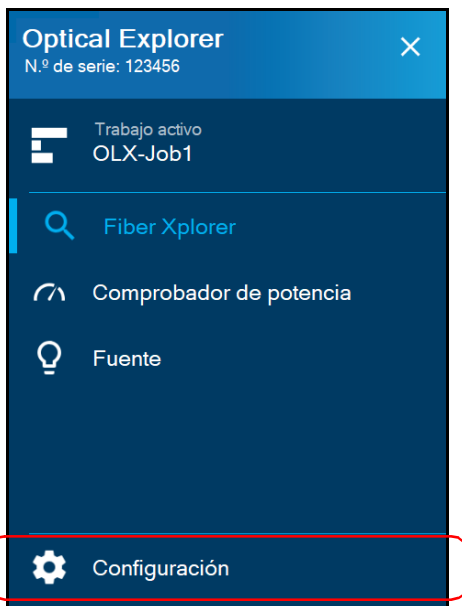 Optical Explorer
N.º de serie: 123456
Trabajo activo
OLX-Job1
Fiber Xplorer
Comprobador de potencia
Fuente
Configuración